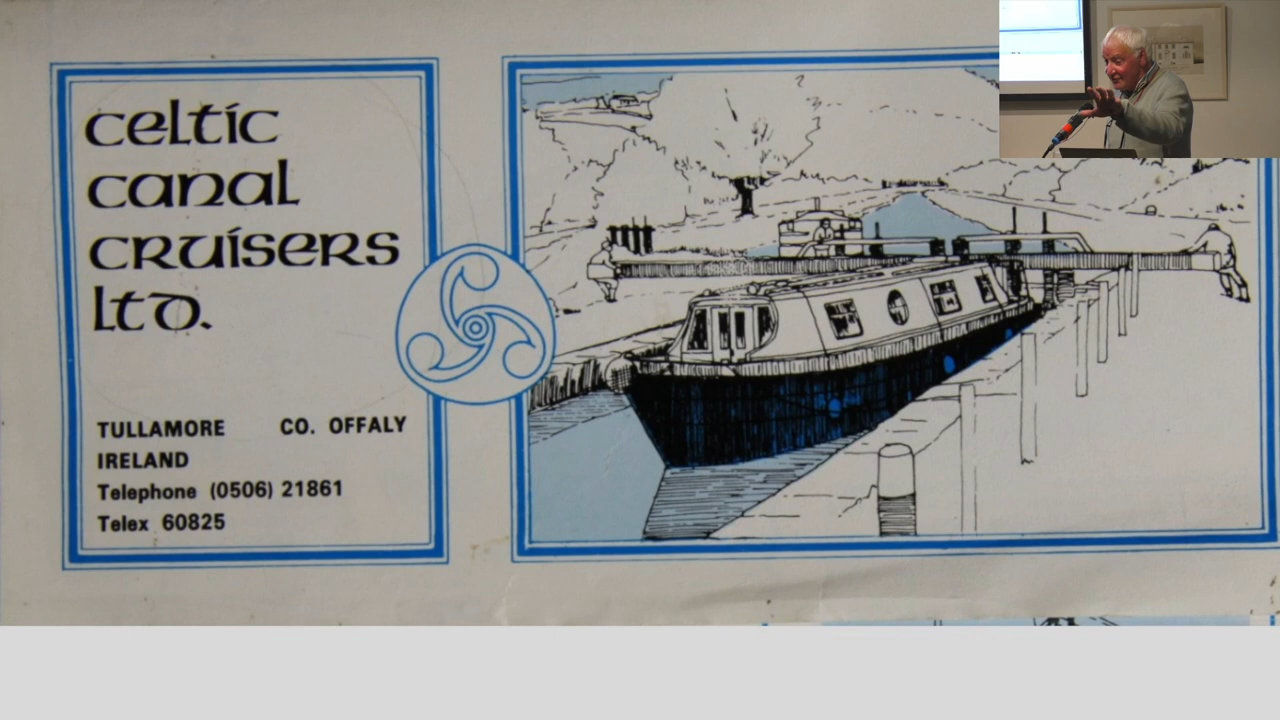 celtic
canal
cruisers
ltd.
TULLAMORE CO. OFFALY
IRELAND
Telephone (0506) 21861
Telex 60825